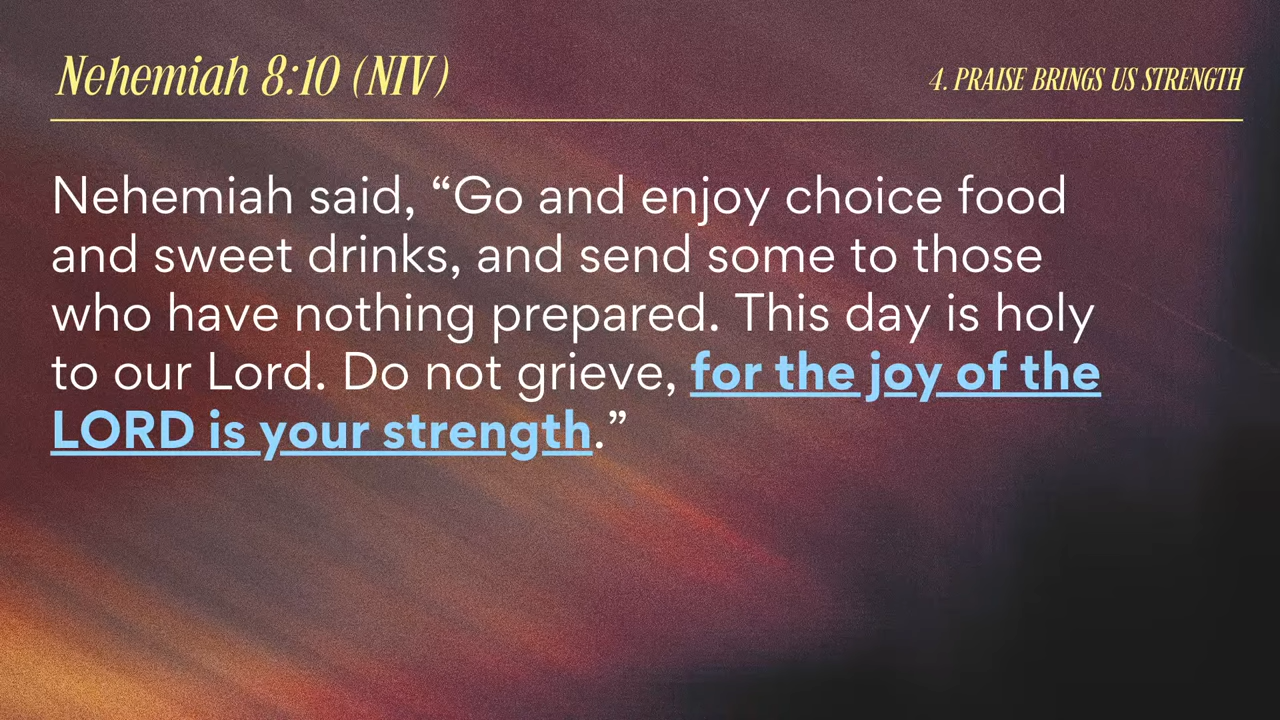 Nehemiah 8:10 (NIV)
4. PRAISE BRINGS US STRENGTH
Nehemiah said, “Go and enjoy choice food
and sweet drinks, and send some to those
who have nothing prepared. This day is holy
to our Lord. Do not grieve, for the joy of the
LORD is your strength.”